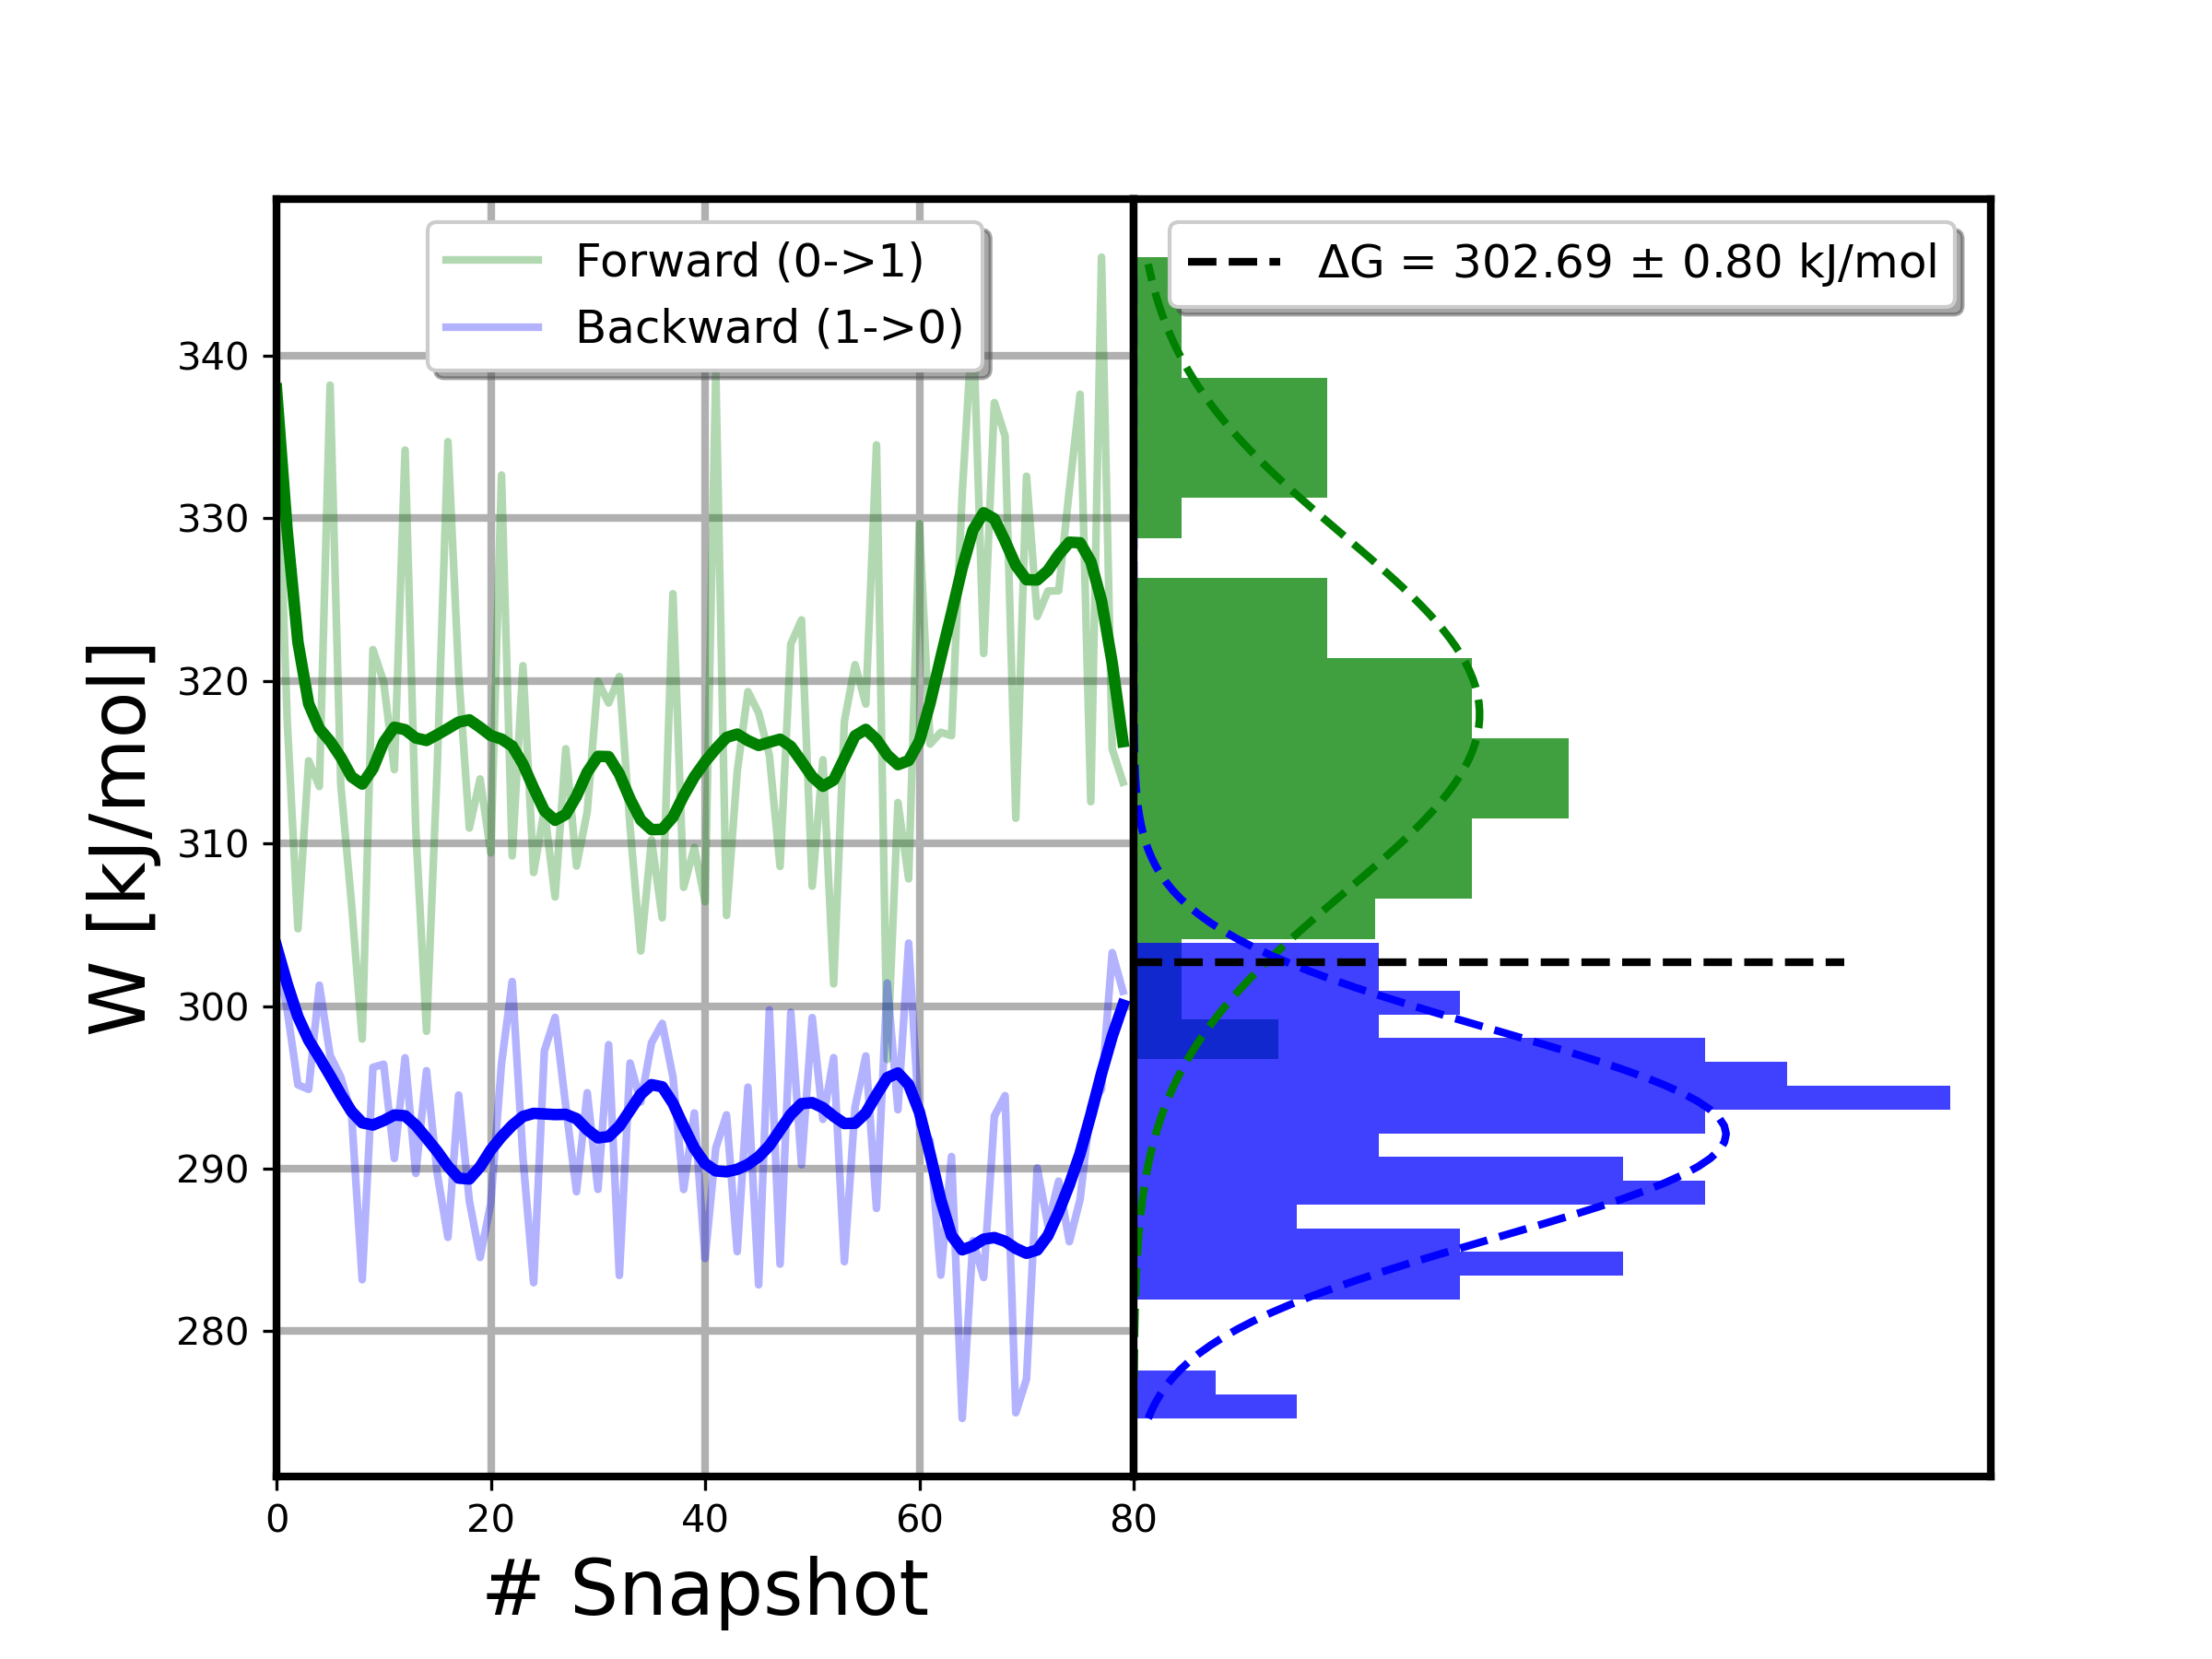 Forward (0->1)
Backward (1->0)
ΔG = 302.69 ± 0.80 kJ/mol
W [kJ/mol]
340
330
320
310
300
290
280
0 20 40 60 80
# Snapshot